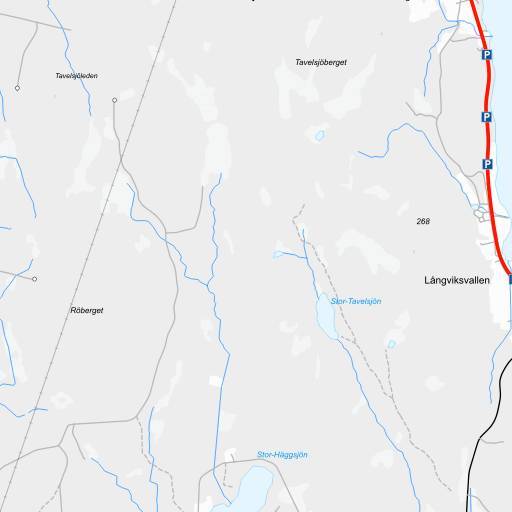 Tavelsjöberget
Tavelsjöleden
P
P
P
268
Långviksvallen
Stor-Tavelsjön
Röberget
Stor-Häggsjön